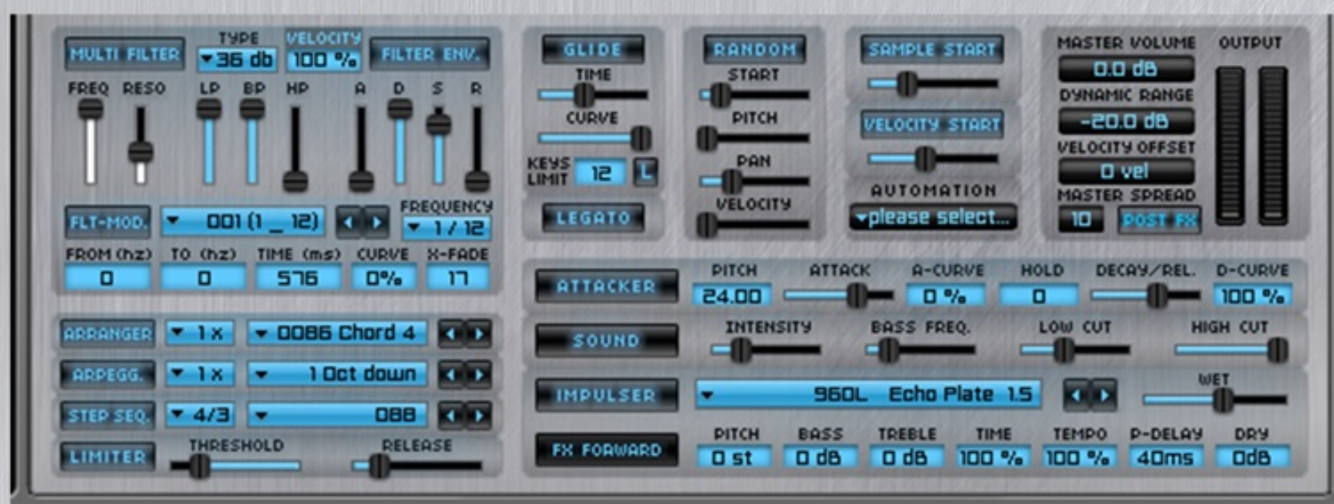 MULTI FILTER
TYPE
36 db
VELOCITY
100 %
FILTER ENV.
FREQ RESO LP BP HP A D S R
FLT-MOD.
001 (1 _ 12)
FREQUENCY
1 / 12
FROM (hz) TO (hz) TIME (ms) CURVE X-FADE
0 0 576 0% 17
ARRANGER 1 x 0086 Chord 4
ARPEGG. 1 x 1 Oct down
STEP SEQ. 4/3 088
LIMITER THRESHOLD RELEASE
GLIDE
TIME
CURVE
KEYS LIMIT 12 L
LEGATO
RANDOM
START
PITCH
PAN
VELOCITY
SAMPLE START
VELOCITY START
AUTOMATION
please select...
MASTER VOLUME
0.0 dB
DYNAMIC RANGE
-20.0 dB
VELOCITY OFFSET
0 vel
MASTER SPREAD
10 POST FX
OUTPUT
ATTACKER
PITCH ATTACK A-CURVE HOLD DECAY/REL. D-CURVE
24.00 0 % 0 100 %
SOUND
INTENSITY BASS FREQ. LOW CUT HIGH CUT
IMPULSER 960L Echo Plate 1.5 WET
FX FORWARD
PITCH BASS TREBLE TIME TEMPO P-DELAY DRY
0 st 0 dB 0 dB 100 % 100 % 40ms 0dB